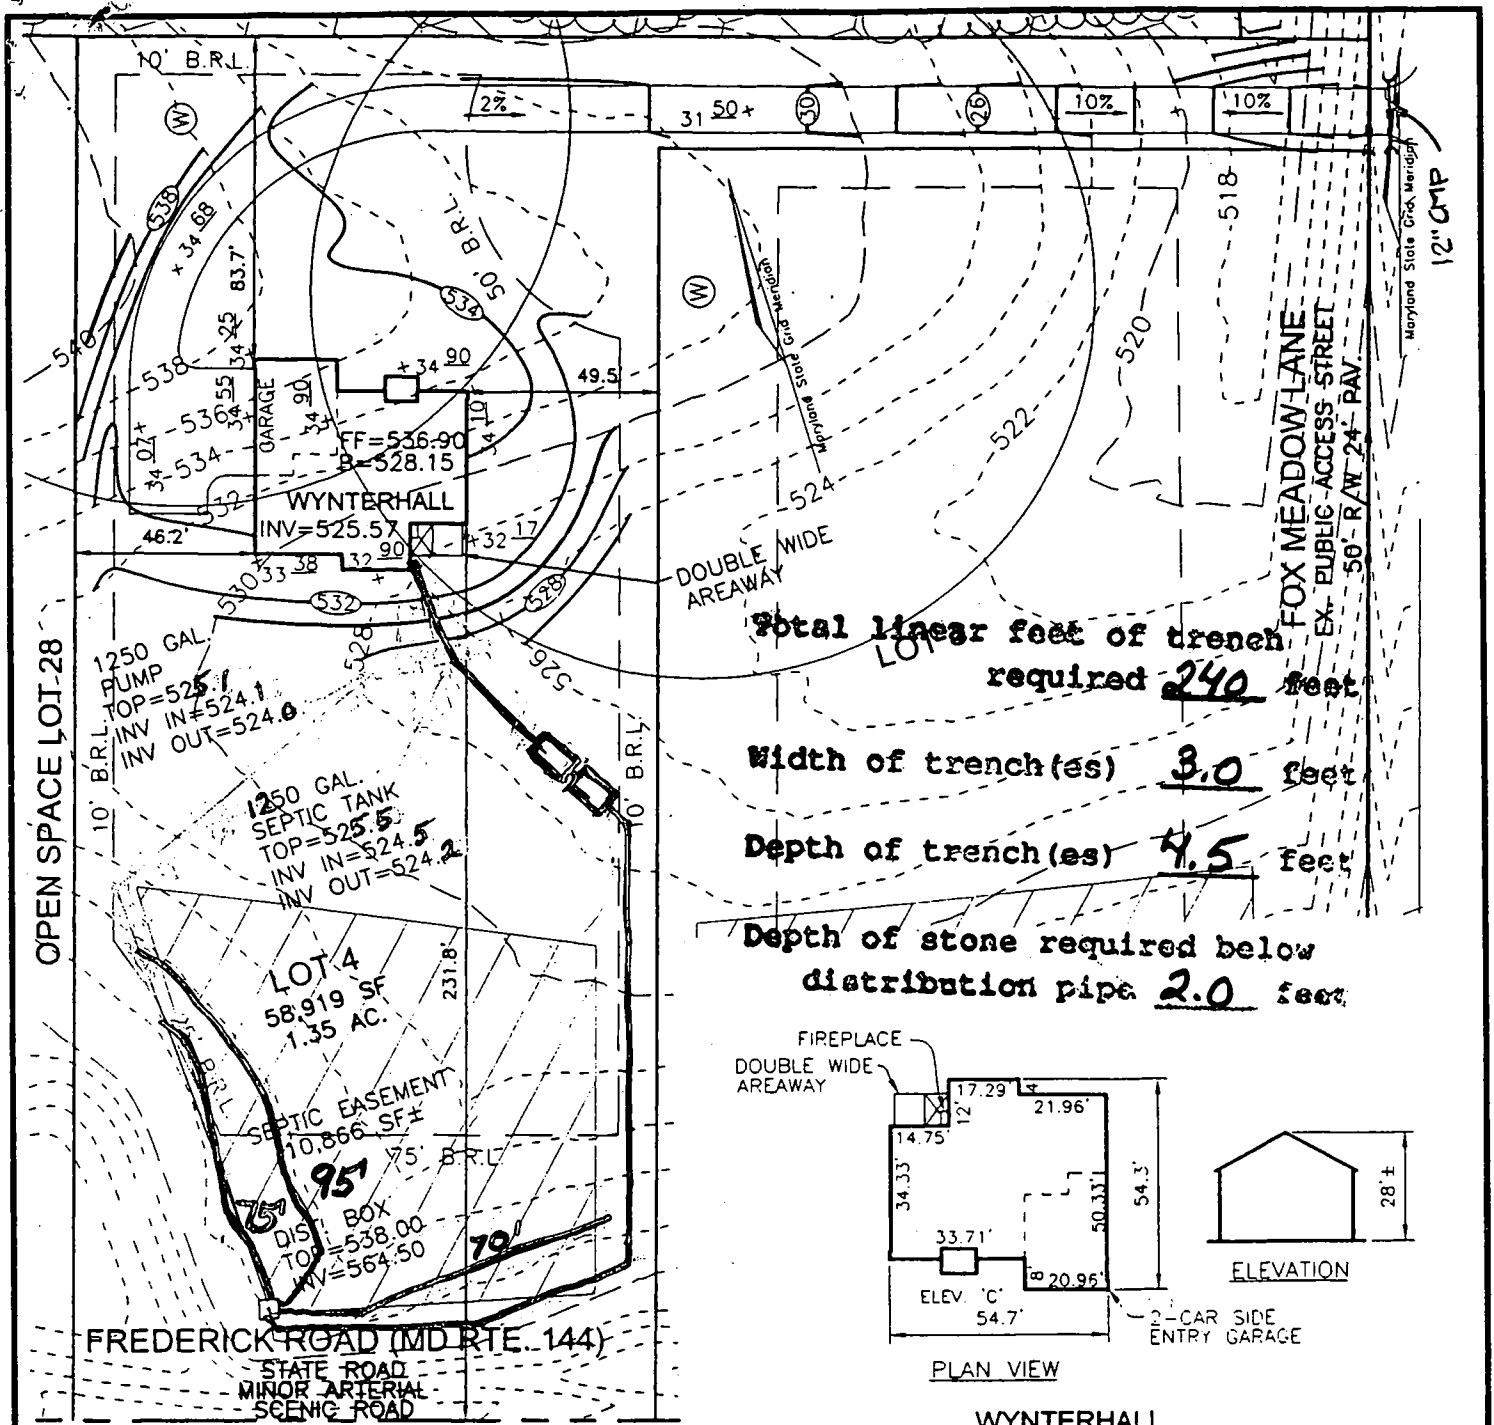 10' B.R.L.
W
2%
31 50+
30
26
10%
10%
12" CMP
Maryland State Grid Meridian
538
+ 34 68
83.7'
50' B.R.L.
534
W
Maryland State Grid Meridian
518
520
522
524
FOX MEADOW LANE
EX. PUBLIC ACCESS STREET
50' R/W 24' PAV.
540
538
536
534
532
34 25
34 55
34 90
34 07+
GARAGE
+ 34 90
34 10
49.5'
FF=536.90
B=528.15
WYNTERHALL
INV=525.57
46.2'
+32 17
33 38
32 90
530
532
528
528
526
DOUBLE WIDE
AREAWAY
OPEN SPACE LOT 28
1250 GAL.
PUMP
TOP=525.1
INV IN=524.1
INV OUT=524.0
10' B.R.L.
10' B.R.L.
1250 GAL.
SEPTIC TANK
TOP=525.5
INV IN=524.5
INV OUT=524.2
LOT
Total linear feet of trench
required 240 feet
Width of trench(es) 3.0 feet
Depth of trench(es) 4.5 feet
Depth of stone required below
distribution pipe 2.0 feet
LOT 4
58,919 SF
1.35 AC.
231.8'
B.R.L.
SEPTIC EASEMENT
10,866 SF±
75' B.R.L.
95'
75'
70'
DIST. BOX
TOP=538.00
INV=564.50
FREDERICK ROAD (MD RTE. 144)
STATE ROAD
MINOR ARTERIAL
SCENIC ROAD
FIREPLACE
DOUBLE WIDE
AREAWAY
17.29'
4
21.96'
12'
14.75'
34.33'
50.33'
54.3'
33.71'
8
20.96'
ELEV. 'C'
54.7'
2-CAR SIDE
ENTRY GARAGE
PLAN VIEW
28'±
ELEVATION
WYNTERHALL